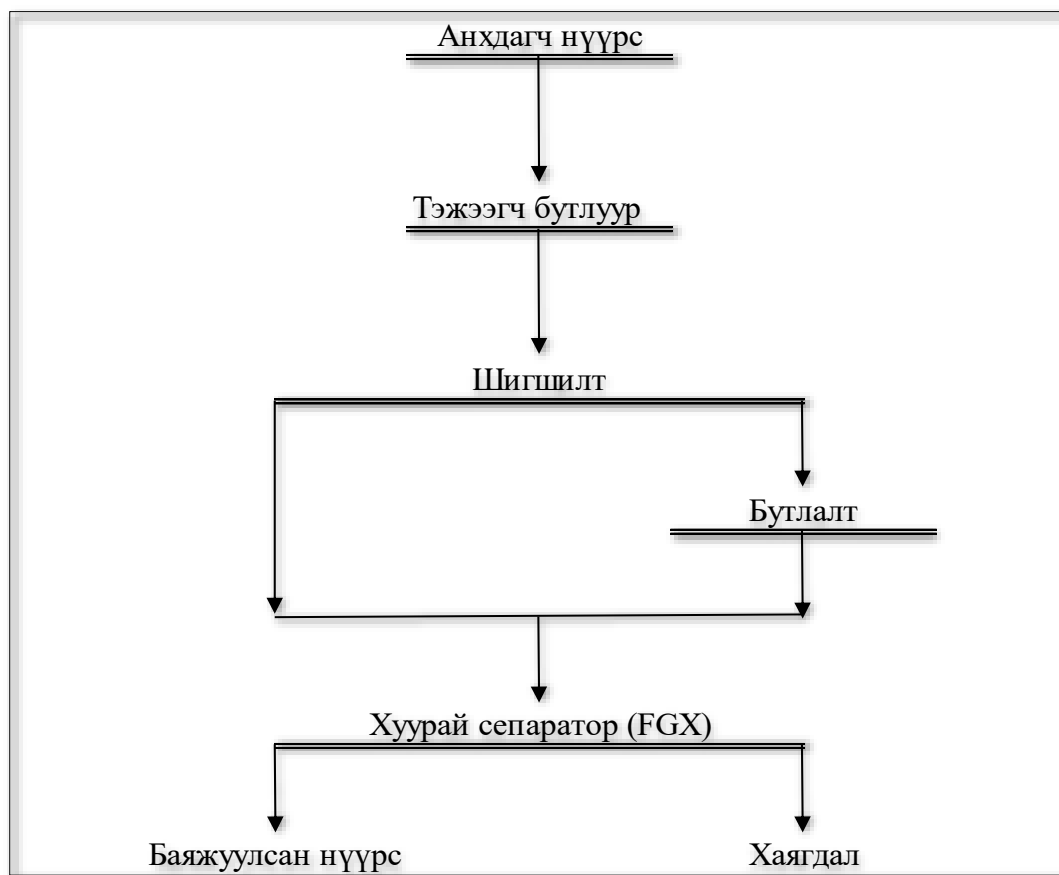 Анхдагч нүүрс
Тэжээгч бутлуур
Шигшилт
Бутлалт
Хуурай сепаратор (FGX)
Баяжуулсан нүүрс
Хаягдал